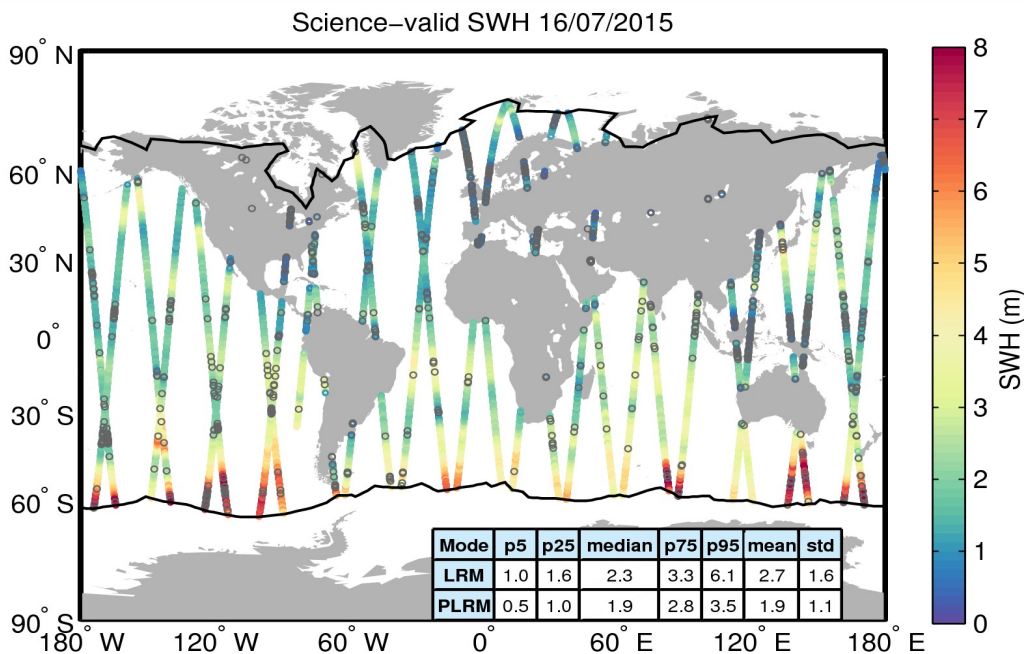 Science−valid SWH 16/07/2015
90° N
60° N
30° N
0°
30° S
60° S
90° S
180° W
120° W
60° W
0°
60° E
120° E
180° E
8
7
6
5
4
3
2
1
0
SWH (m)
Mode p5 p25 median p75 p95 mean std
LRM 1.0 1.6 2.3 3.3 6.1 2.7 1.6
PLRM 0.5 1.0 1.9 2.8 3.5 1.9 1.1